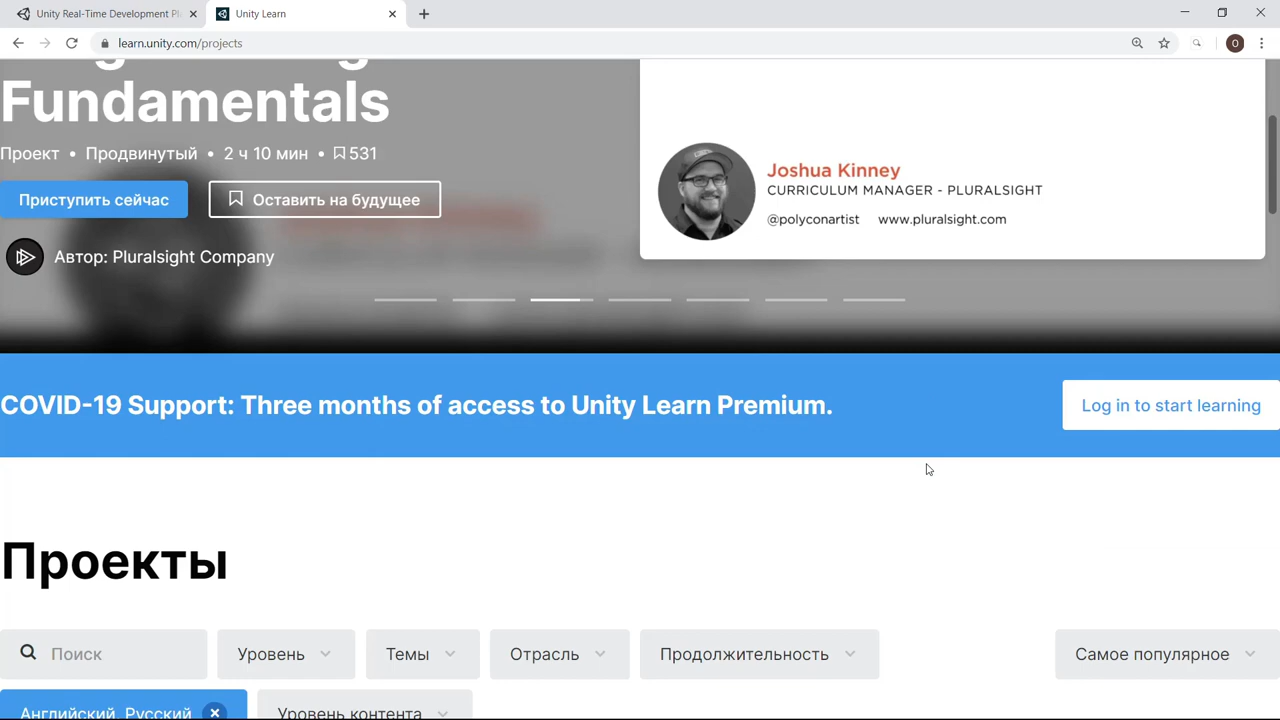 Unity Real-Time Development Pl
Unity Learn
learn.unity.com/projects
O
Fundamentals
Проект • Продвинутый • 2 ч 10 мин • 531
Приступить сейчас
Оставить на будущее
Автор: Pluralsight Company
Joshua Kinney
CURRICULUM MANAGER - PLURALSIGHT
@polyconartist www.pluralsight.com
COVID-19 Support: Three months of access to Unity Learn Premium.
Log in to start learning
Проекты
Поиск
Уровень
Темы
Отрасль
Продолжительность
Самое популярное
Английский, Русский
Уровень контента